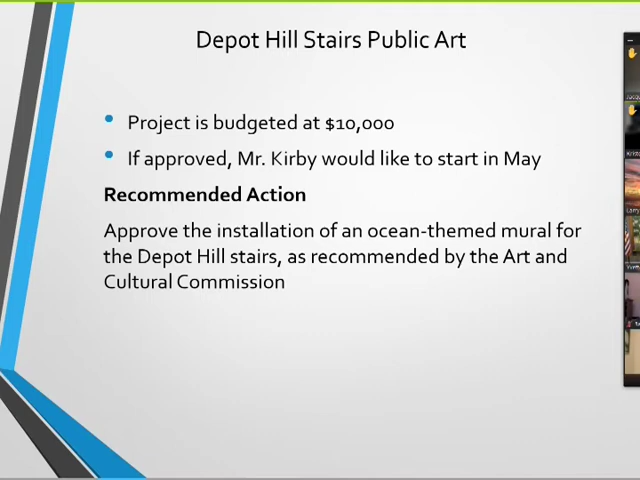 Depot Hill Stairs Public Art
• Project is budgeted at $10,000
• If approved, Mr. Kirby would like to start in May
Recommended Action
Approve the installation of an ocean-themed mural for
the Depot Hill stairs, as recommended by the Art and
Cultural Commission